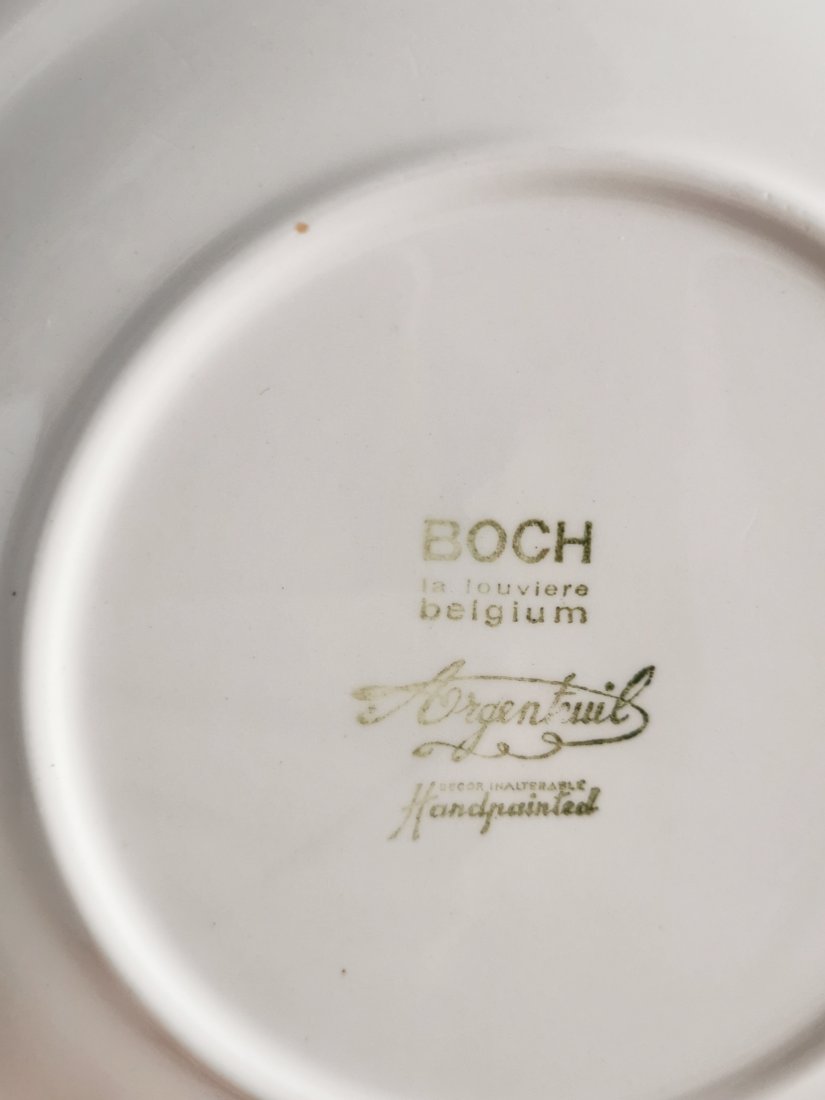 BOCH
la louviere
belgium
Argenteuil
DECOR INALTERABLE
Handpainted